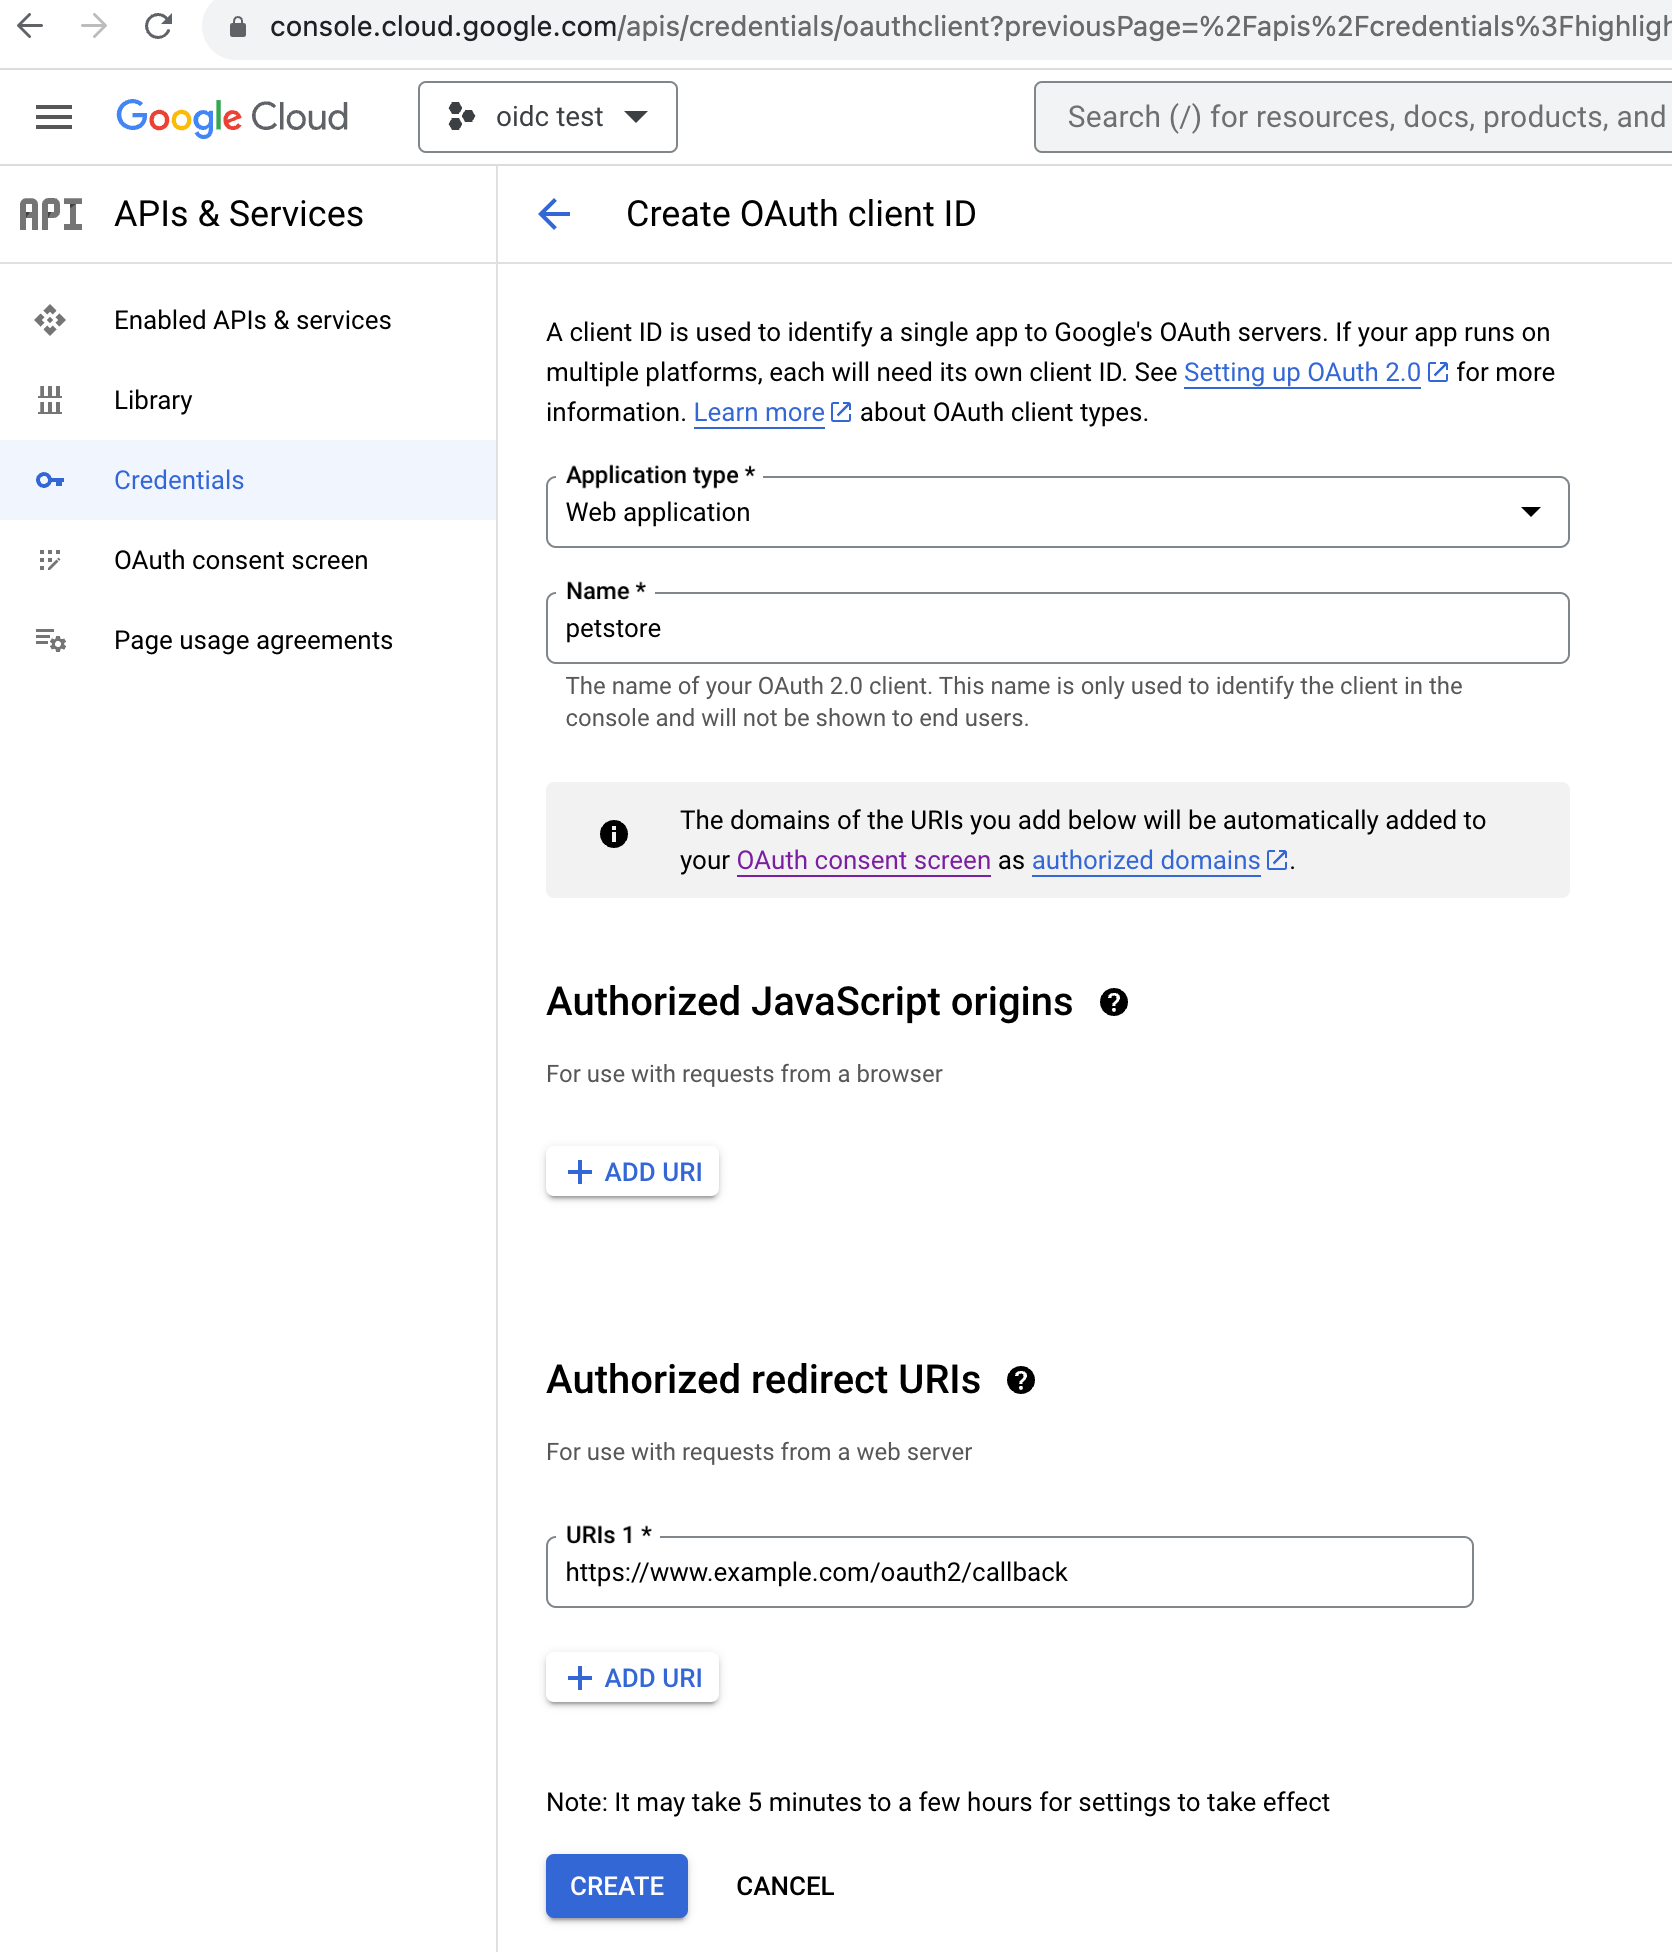 console.cloud.google.com/apis/credentials/oauthclient?previousPage=%2Fapis%2Fcredentials%3Fhighligh
Google Cloud
oidc test
Search (/) for resources, docs, products, and
API
APIs & Services
Create OAuth client ID
Enabled APIs & services
Library
Credentials
OAuth consent screen
Page usage agreements
A client ID is used to identify a single app to Google's OAuth servers. If your app runs on
multiple platforms, each will need its own client ID. See Setting up OAuth 2.0 for more
information. Learn more about OAuth client types.
Application type *
Web application
Name *
petstore
The name of your OAuth 2.0 client. This name is only used to identify the client in the
console and will not be shown to end users.
The domains of the URIs you add below will be automatically added to
your OAuth consent screen as authorized domains.
Authorized JavaScript origins
For use with requests from a browser
+ ADD URI
Authorized redirect URIs
For use with requests from a web server
URIs 1 *
https://www.example.com/oauth2/callback
+ ADD URI
Note: It may take 5 minutes to a few hours for settings to take effect
CREATE
CANCEL